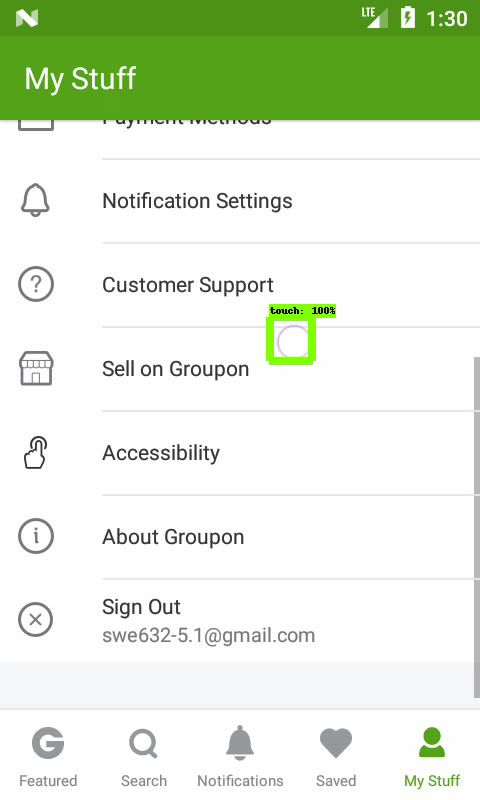 LTE
1:30
My Stuff
Payment Methods
Notification Settings
Customer Support
touch: 100%
Sell on Groupon
Accessibility
About Groupon
Sign Out
swe632-5.1@gmail.com
Featured
Search
Notifications
Saved
My Stuff